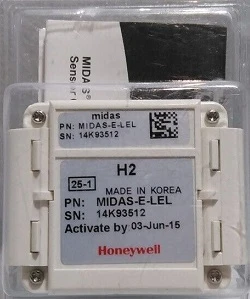 MIDAS®
Sensor
midas
PN: MIDAS-E-LEL
SN: 14K93512
H2
25-1
MADE IN KOREA
PN: MIDAS-E-LEL
SN: 14K93512
Activate by 03-Jun-15
Honeywell